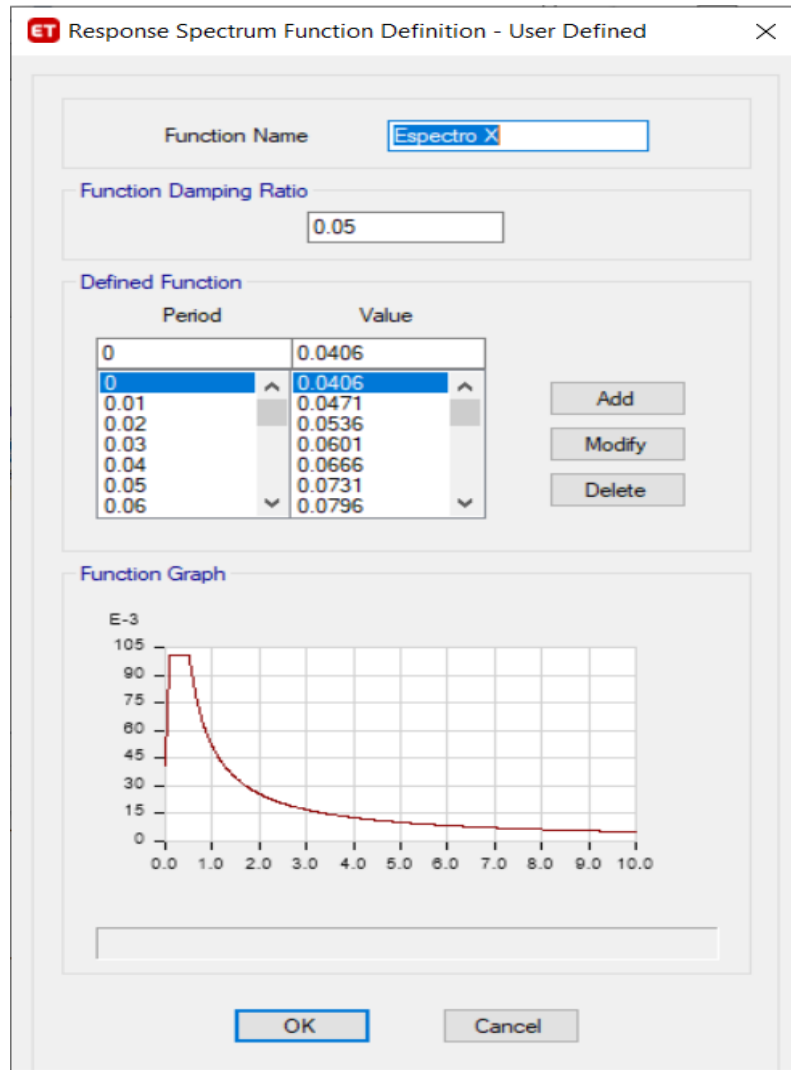 ET Response Spectrum Function Definition - User Defined
Function Name Espectro X
Function Damping Ratio
0.05
Defined Function
Period Value
0 0.0406
0 0.0406
0.01 0.0471
0.02 0.0536
0.03 0.0601
0.04 0.0666
0.05 0.0731
0.06 0.0796
Add
Modify
Delete
Function Graph
E-3
105
90
75
60
45
30
15
0
0.0 1.0 2.0 3.0 4.0 5.0 6.0 7.0 8.0 9.0 10.0
OK Cancel